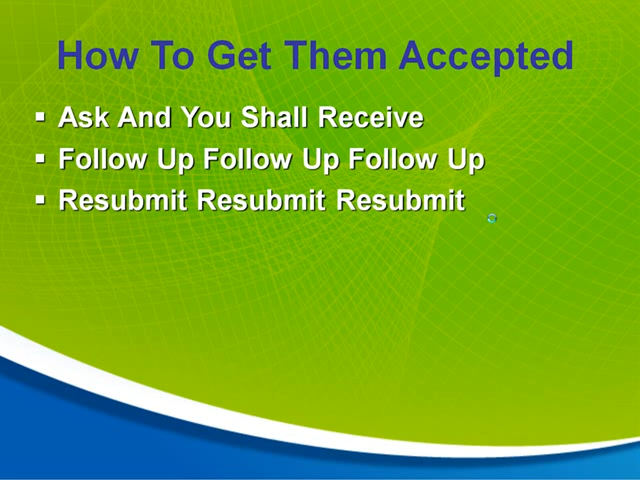 How To Get Them Accepted
Ask And You Shall Receive
Follow Up Follow Up Follow Up
Resubmit Resubmit Resubmit